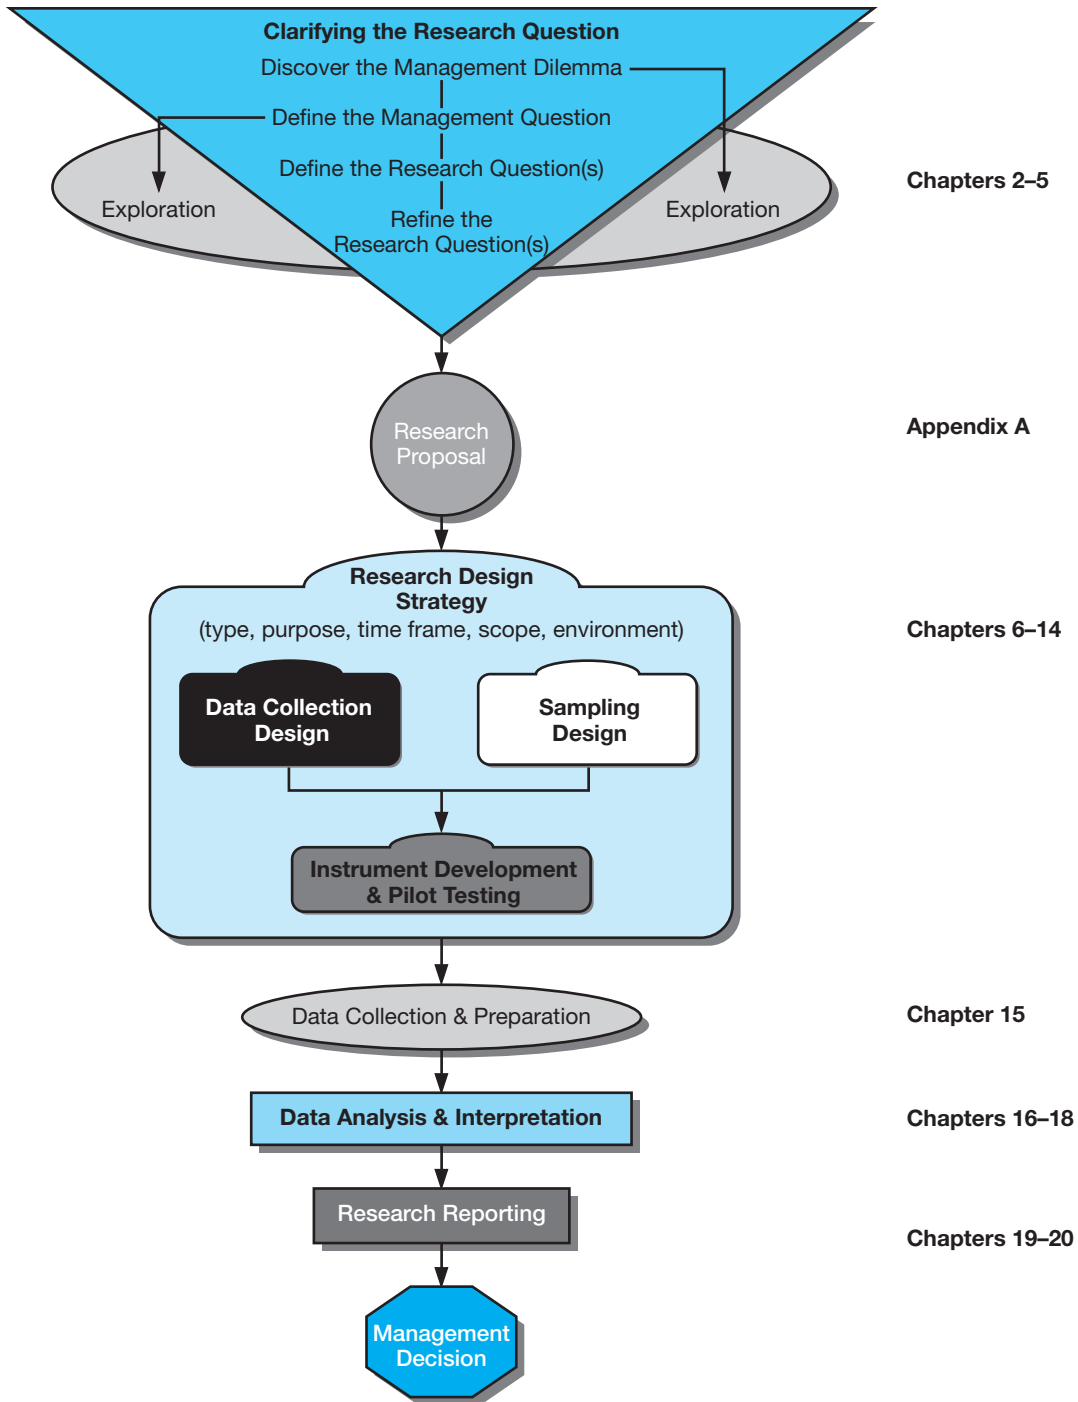 Clarifying the Research Question
Discover the Management Dilemma
Define the Management Question
Define the Research Question(s)
Exploration
Refine the
Research Question(s)
Exploration
Chapters 2–5
Research
Proposal
Appendix A
Research Design
Strategy
(type, purpose, time frame, scope, environment)
Chapters 6–14
Data Collection
Design
Sampling
Design
Instrument Development
& Pilot Testing
Data Collection & Preparation
Chapter 15
Data Analysis & Interpretation
Chapters 16–18
Research Reporting
Chapters 19–20
Management
Decision